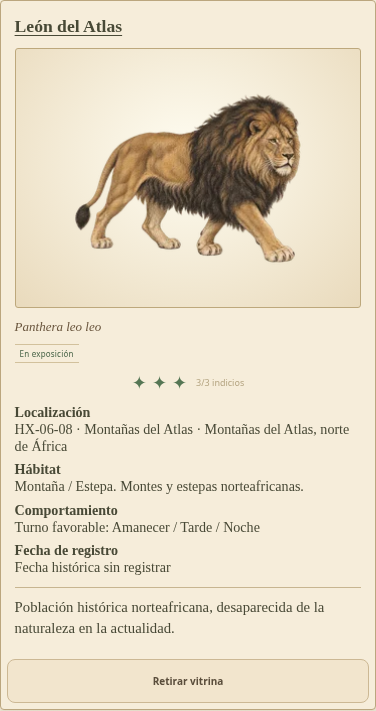 León del Atlas
Panthera leo leo
En exposición
✦ ✦ ✦ 3/3 indicios
Localización
HX-06-08 · Montañas del Atlas · Montañas del Atlas, norte
de África
Hábitat
Montaña / Estepa. Montes y estepas norteafricanas.
Comportamiento
Turno favorable: Amanecer / Tarde / Noche
Fecha de registro
Fecha histórica sin registrar
Población histórica norteafricana, desaparecida de la
naturaleza en la actualidad.
Retirar vitrina